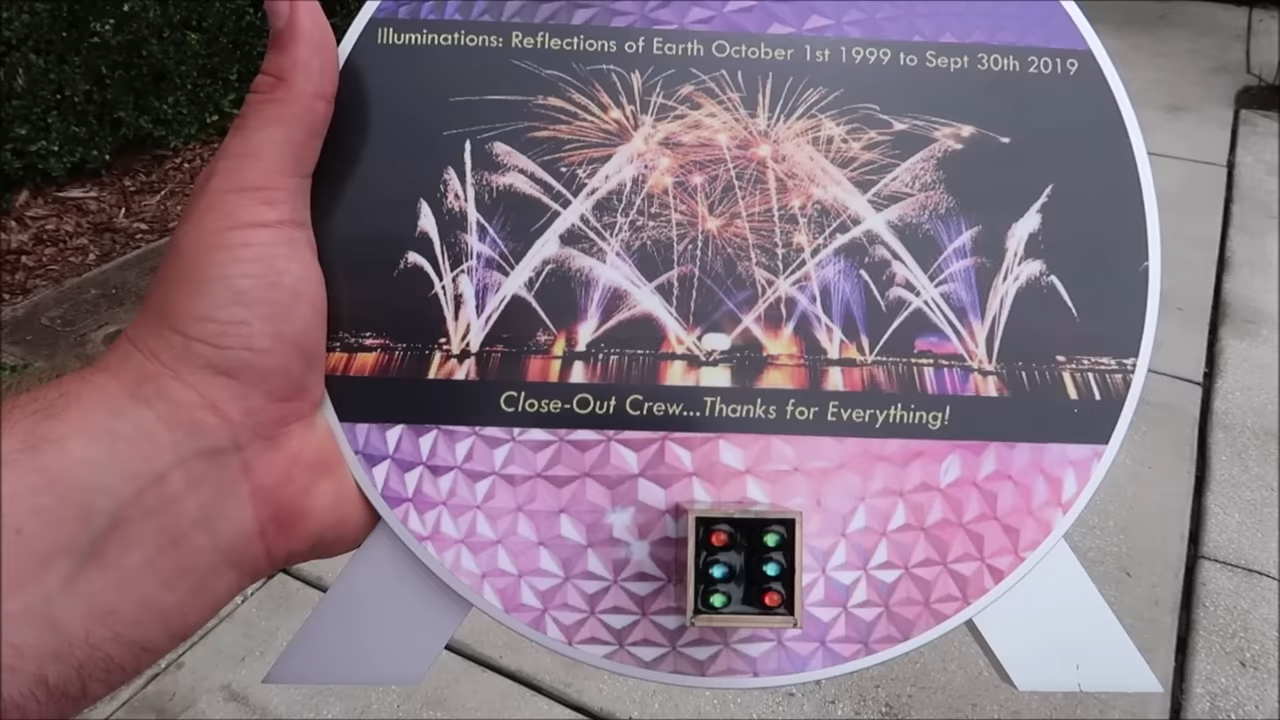 Illuminations: Reflections of Earth October 1st 1999 to Sept 30th 2019
Close-Out Crew...Thanks for Everything!